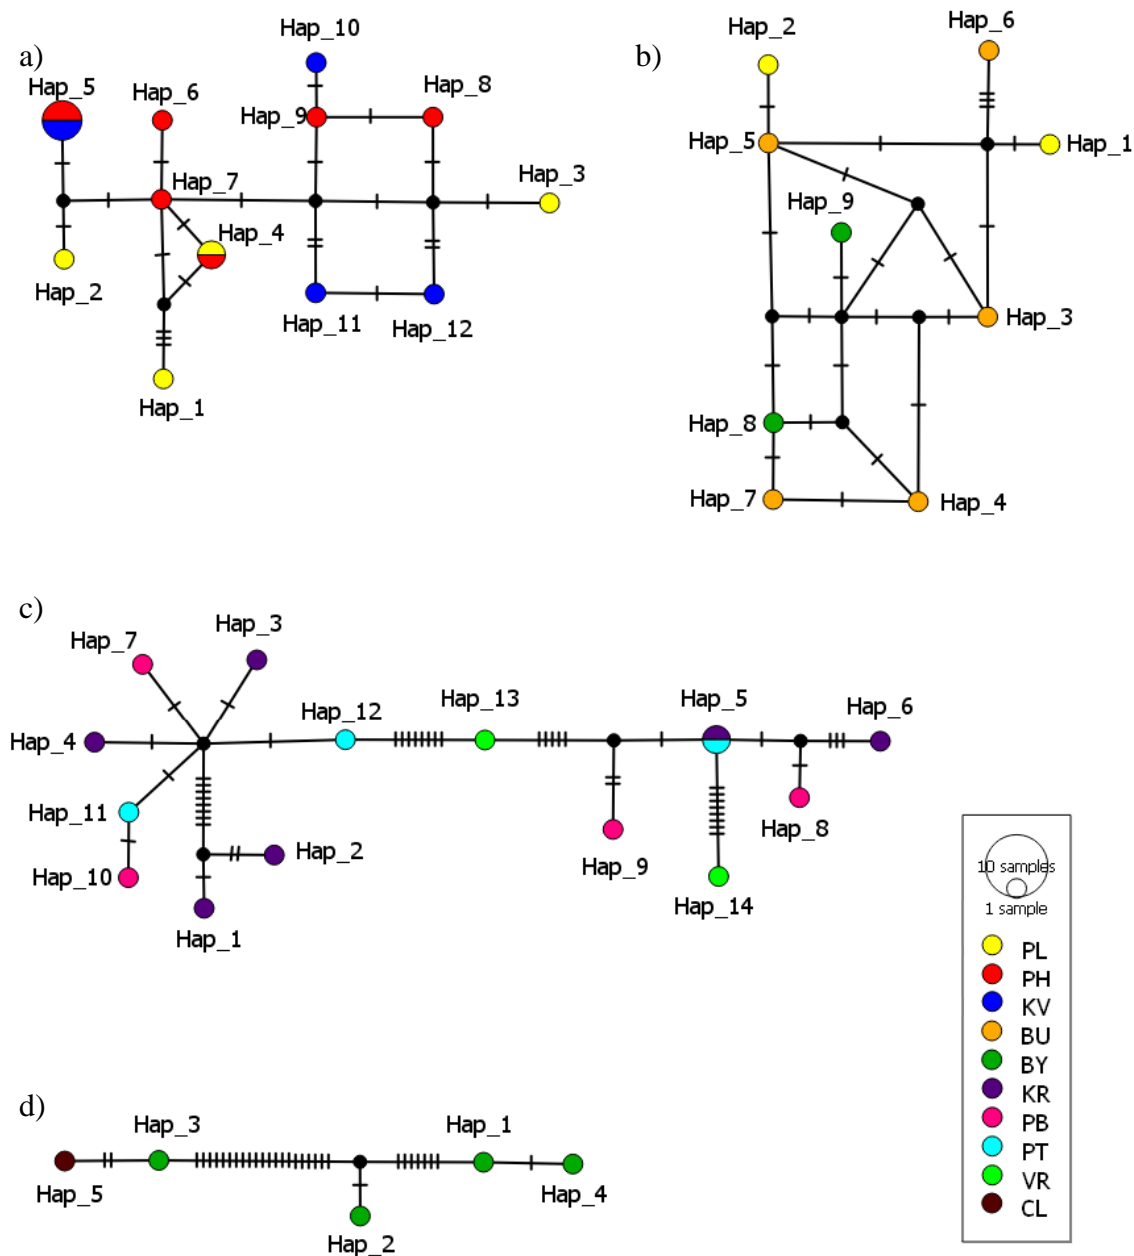 a)
Hap_10
Hap_5
Hap_6
Hap_9
Hap_8
Hap_7
Hap_3
Hap_4
Hap_2
Hap_11
Hap_12
Hap_1
b)
Hap_6
Hap_2
Hap_5
Hap_1
Hap_9
Hap_3
Hap_8
Hap_7
Hap_4
c)
Hap_3
Hap_7
Hap_13
Hap_5
Hap_6
Hap_12
Hap_4
Hap_11
Hap_8
Hap_2
Hap_9
Hap_10
Hap_14
Hap_1
10 samples
1 sample
PL
PH
KV
BU
BY
KR
PB
PT
VR
CL
d)
Hap_3
Hap_1
Hap_5
Hap_4
Hap_2